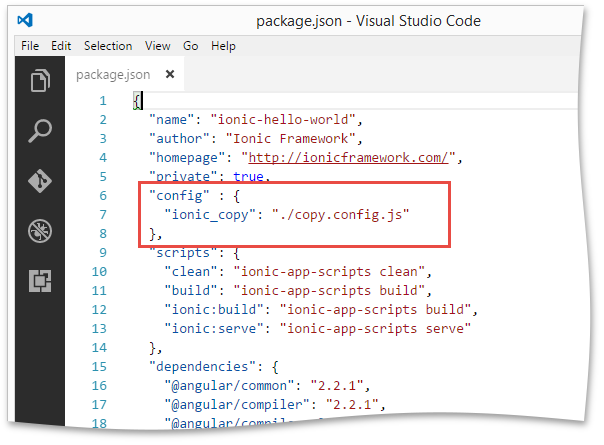 package.json - Visual Studio Code
File Edit Selection View Go Help
package.json ×
1 {
2 "name": "ionic-hello-world",
3 "author": "Ionic Framework",
4 "homepage": "http://ionicframework.com/",
5 "private": true,
6 "config" : {
7 "ionic_copy": "./copy.config.js"
8 },
9 "scripts": {
10 "clean": "ionic-app-scripts clean",
11 "build": "ionic-app-scripts build",
12 "ionic:build": "ionic-app-scripts build",
13 "ionic:serve": "ionic-app-scripts serve"
14 },
15 "dependencies": {
16 "@angular/common": "2.2.1",
17 "@angular/compiler": "2.2.1",
18